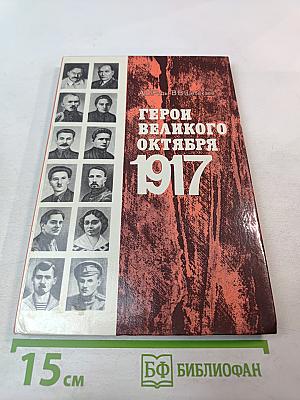 ГЕРОИ
ВЕЛИКОГО
ОКТЯБРЯ
1917
15 см
БФ БИБЛИОФАН